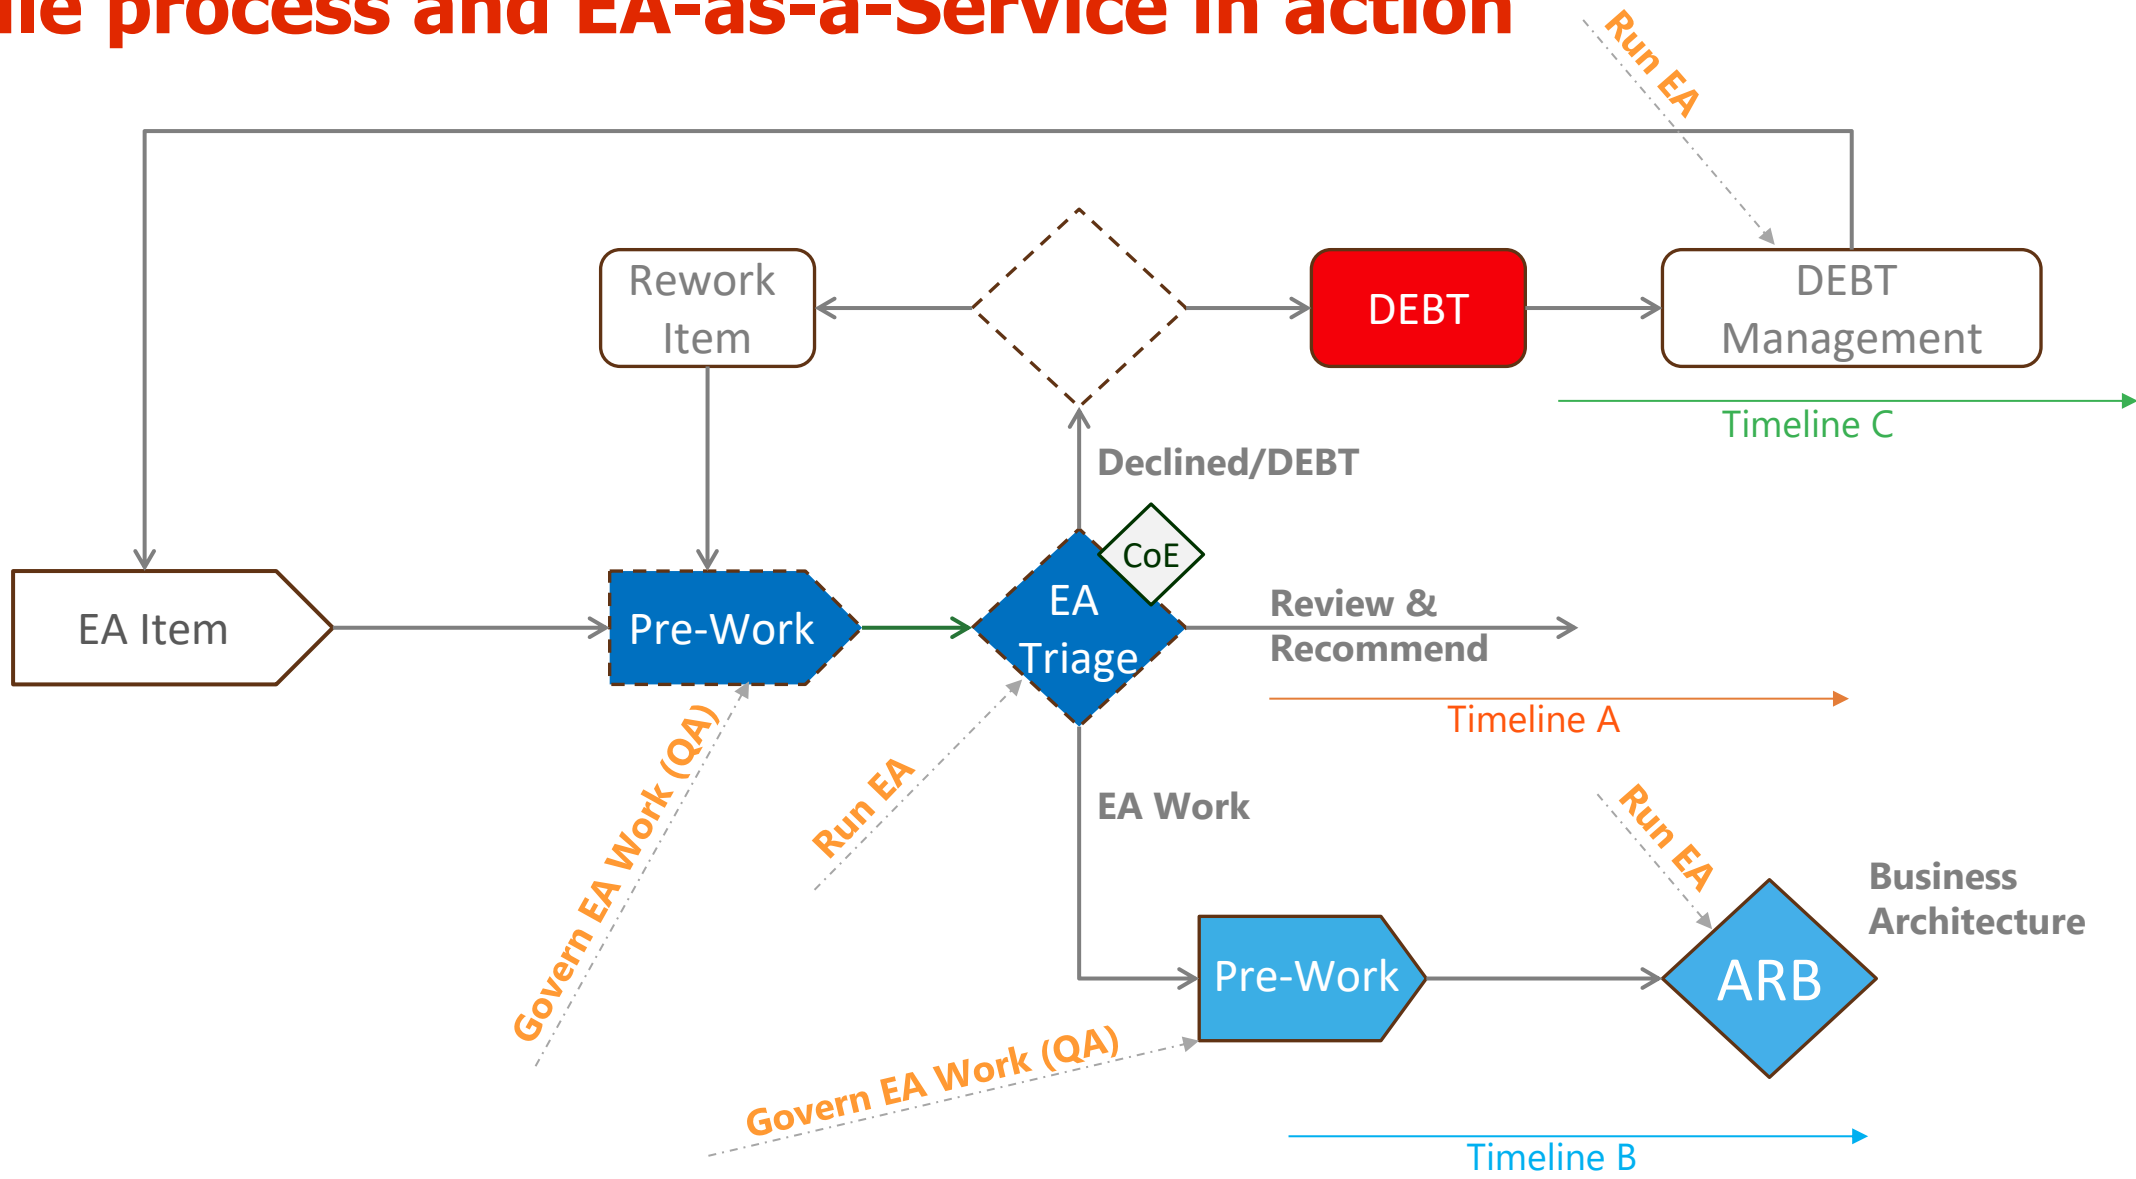 process and EA-as-a-Service in action
Run EA
Rework
Item
DEBT
DEBT
Management
Timeline C
Declined/DEBT
CoE
EA Item
Pre-Work
EA
Triage
Review &
Recommend
Timeline A
Govern EA Work (QA)
Run EA
EA Work
Run EA
Business
Architecture
Pre-Work
ARB
Govern EA Work (QA)
Timeline B